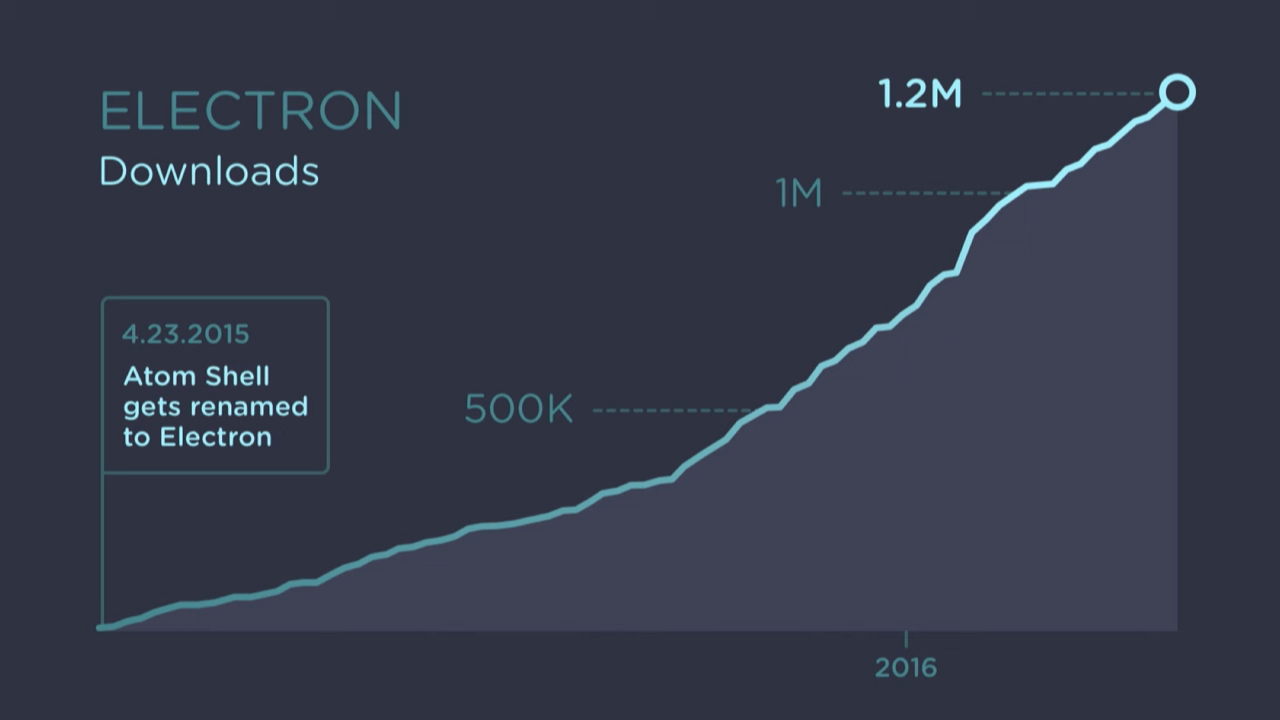 ELECTRON
Downloads
1.2M
1M
4.23.2015
Atom Shell
gets renamed
to Electron
500K
2016